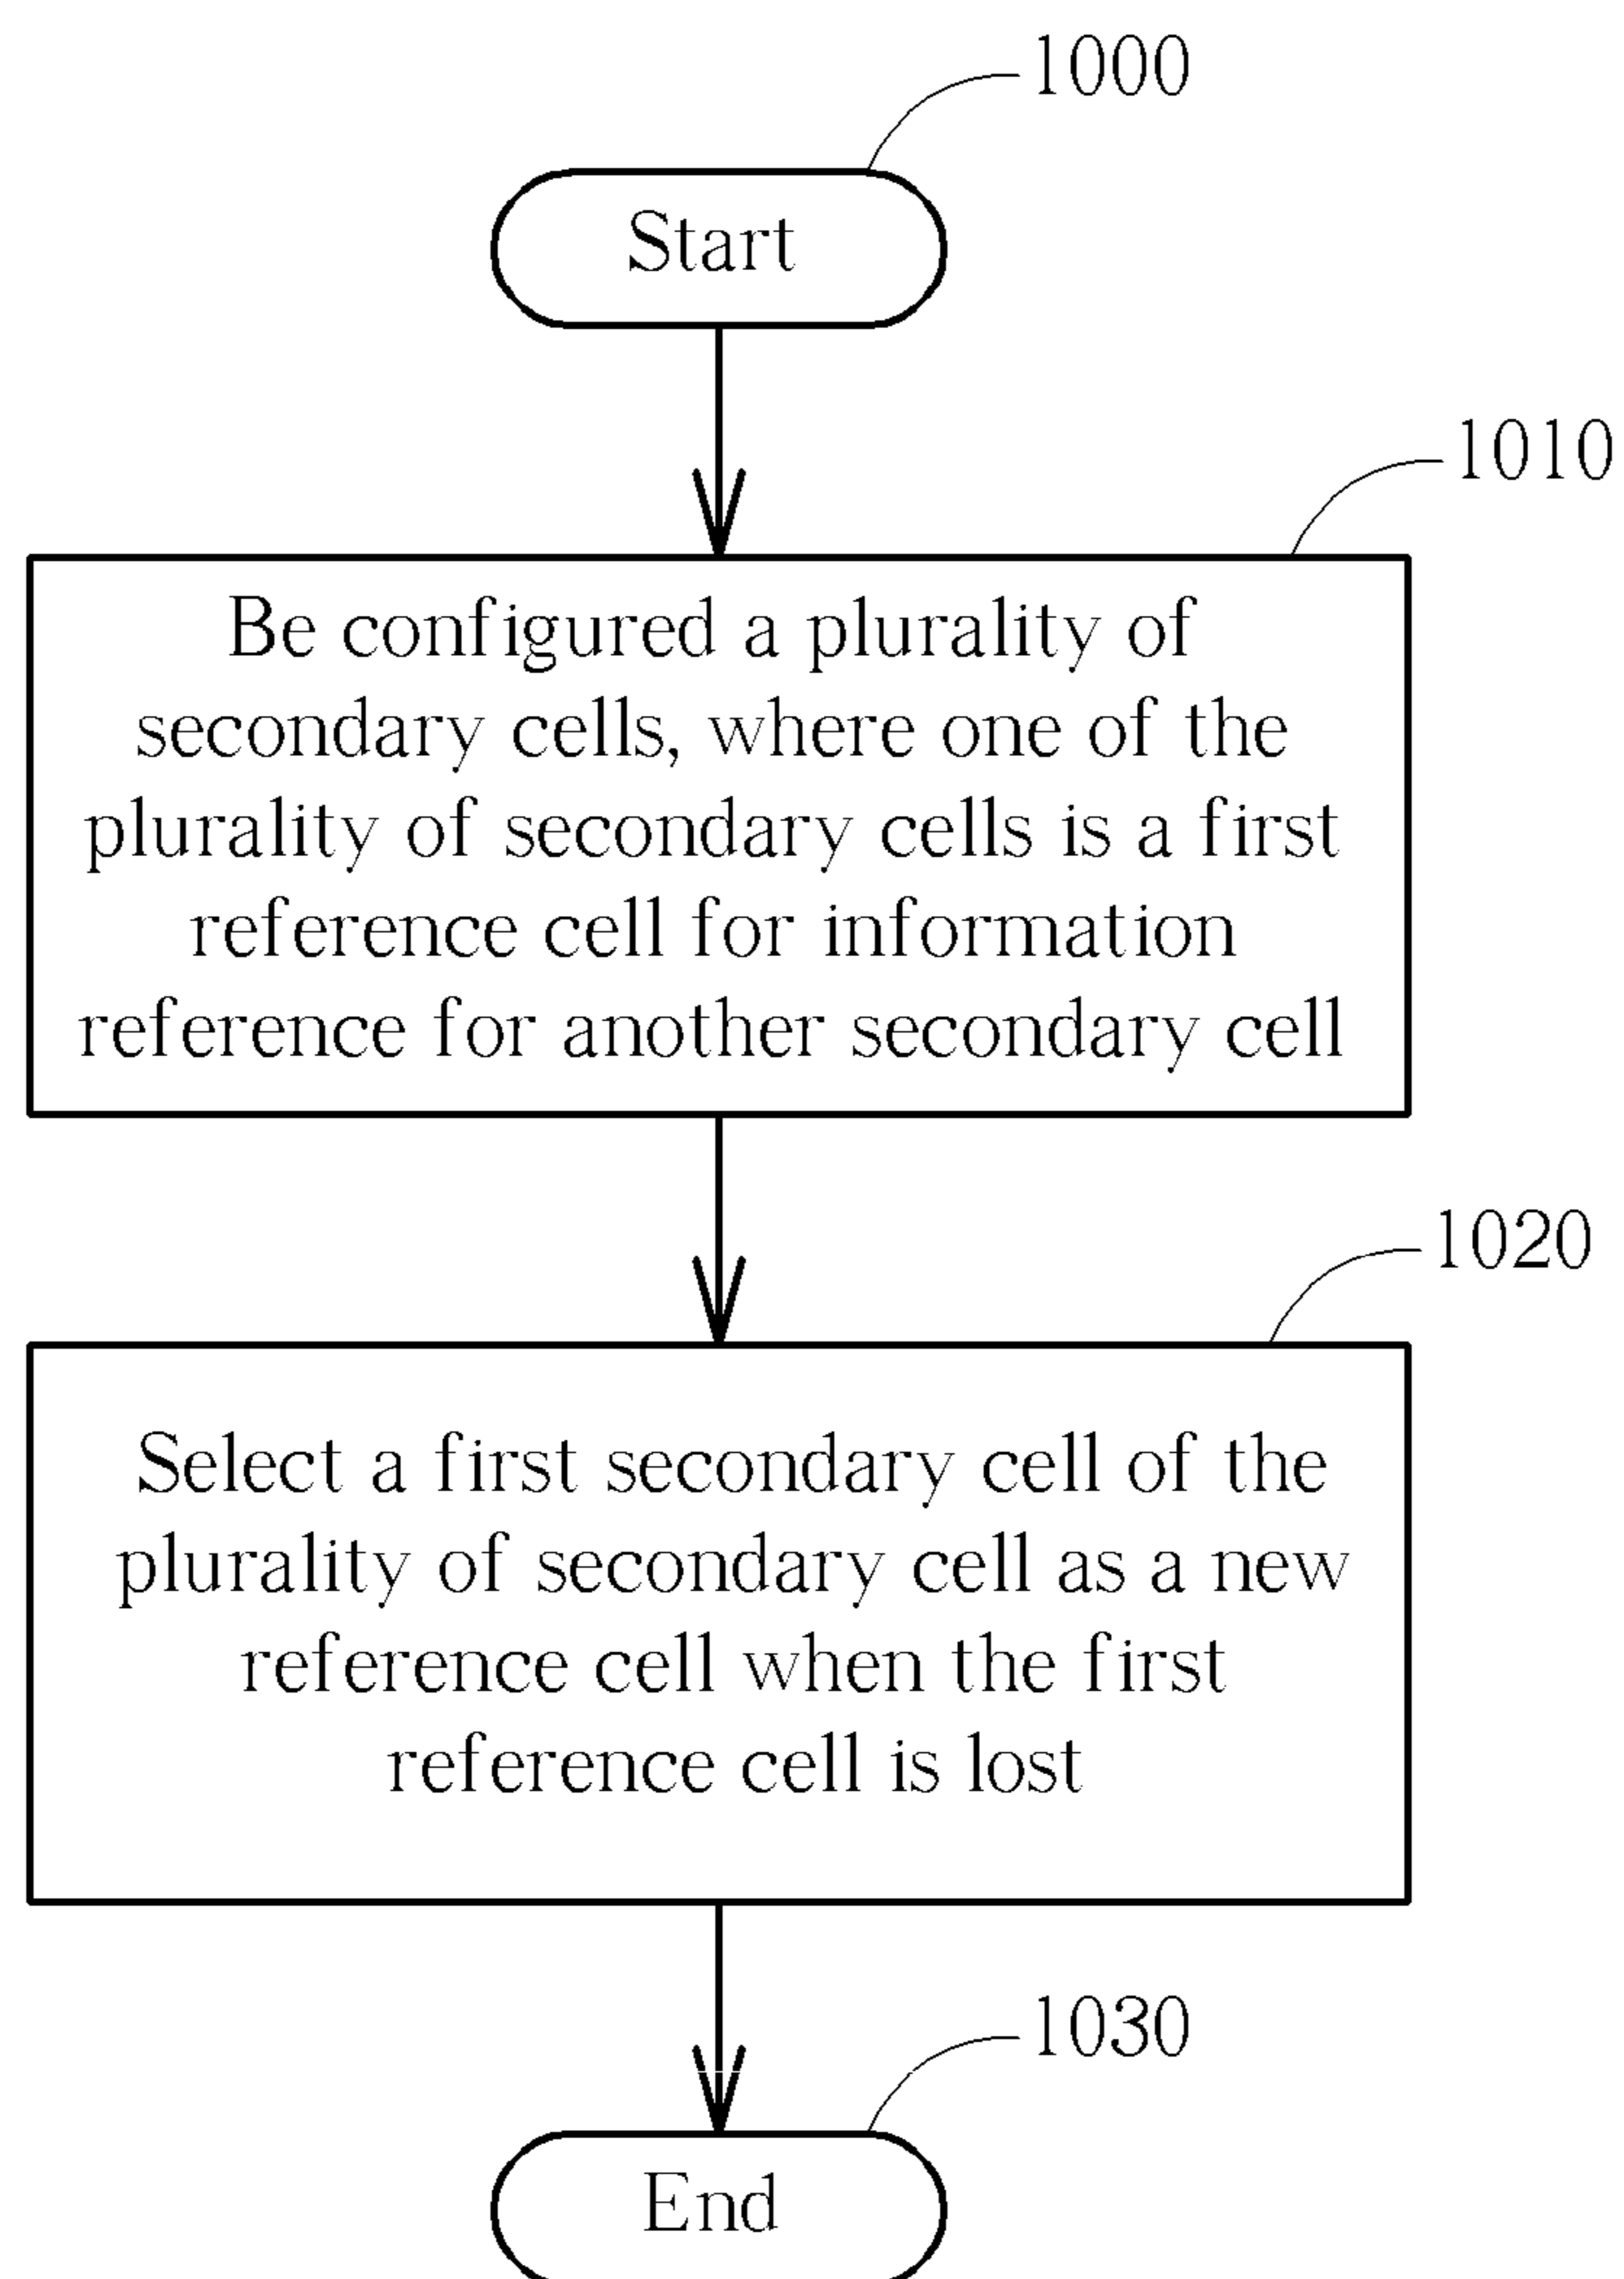 1000
Start
1010
Be configured a plurality of
secondary cells, where one of the
plurality of secondary cells is a first
reference cell for information
reference for another secondary cell
1020
Select a first secondary cell of the
plurality of secondary cell as a new
reference cell when the first
reference cell is lost
1030
End